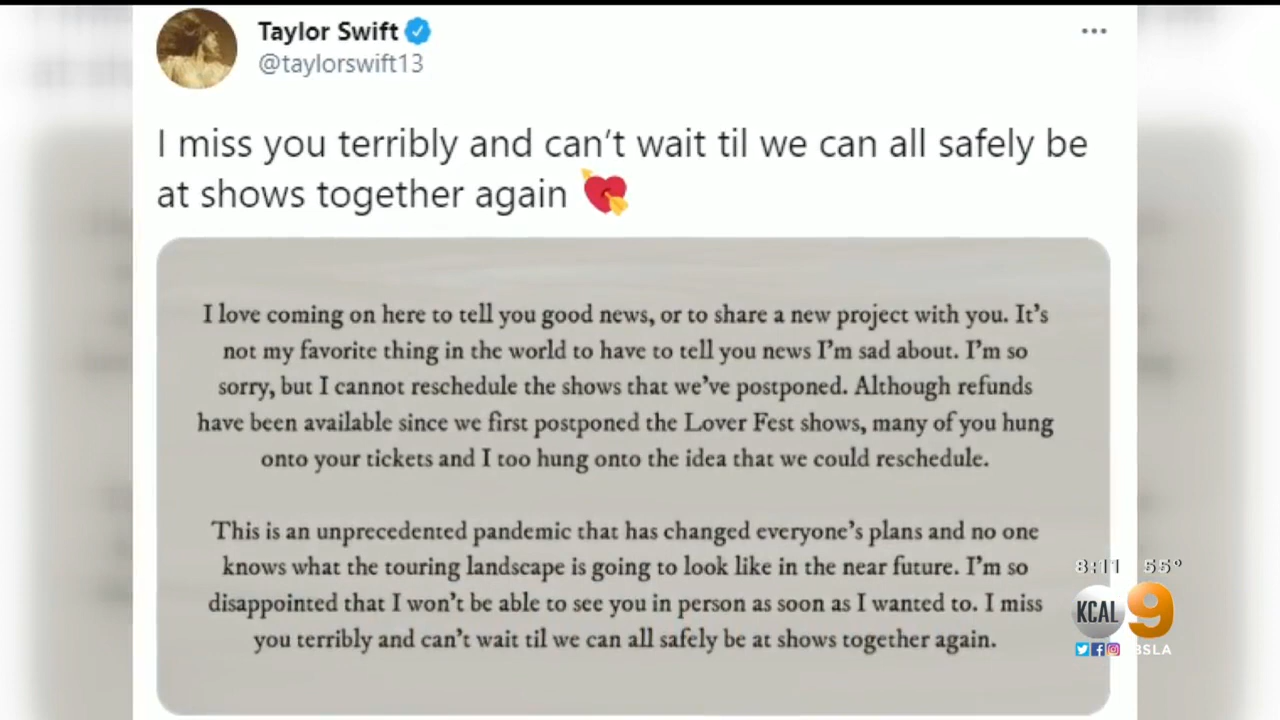 Taylor Swift
@taylorswift13
I miss you terribly and can't wait til we can all safely be
at shows together again
I love coming on here to tell you good news, or to share a new project with you. It's
not my favorite thing in the world to have to tell you news I'm sad about. I'm so
sorry, but I cannot reschedule the shows that we've postponed. Although refunds
have been available since we first postponed the Lover Fest shows, many of you hung
onto your tickets and I too hung onto the idea that we could reschedule.
This is an unprecedented pandemic that has changed everyone's plans and no one
knows what the touring landscape is going to look like in the near future. I'm so
disappointed that I won't be able to see you in person as soon as I wanted to. I miss
you terribly and can't wait til we can all safely be at shows together again.
8:11 55°
KCAL 9